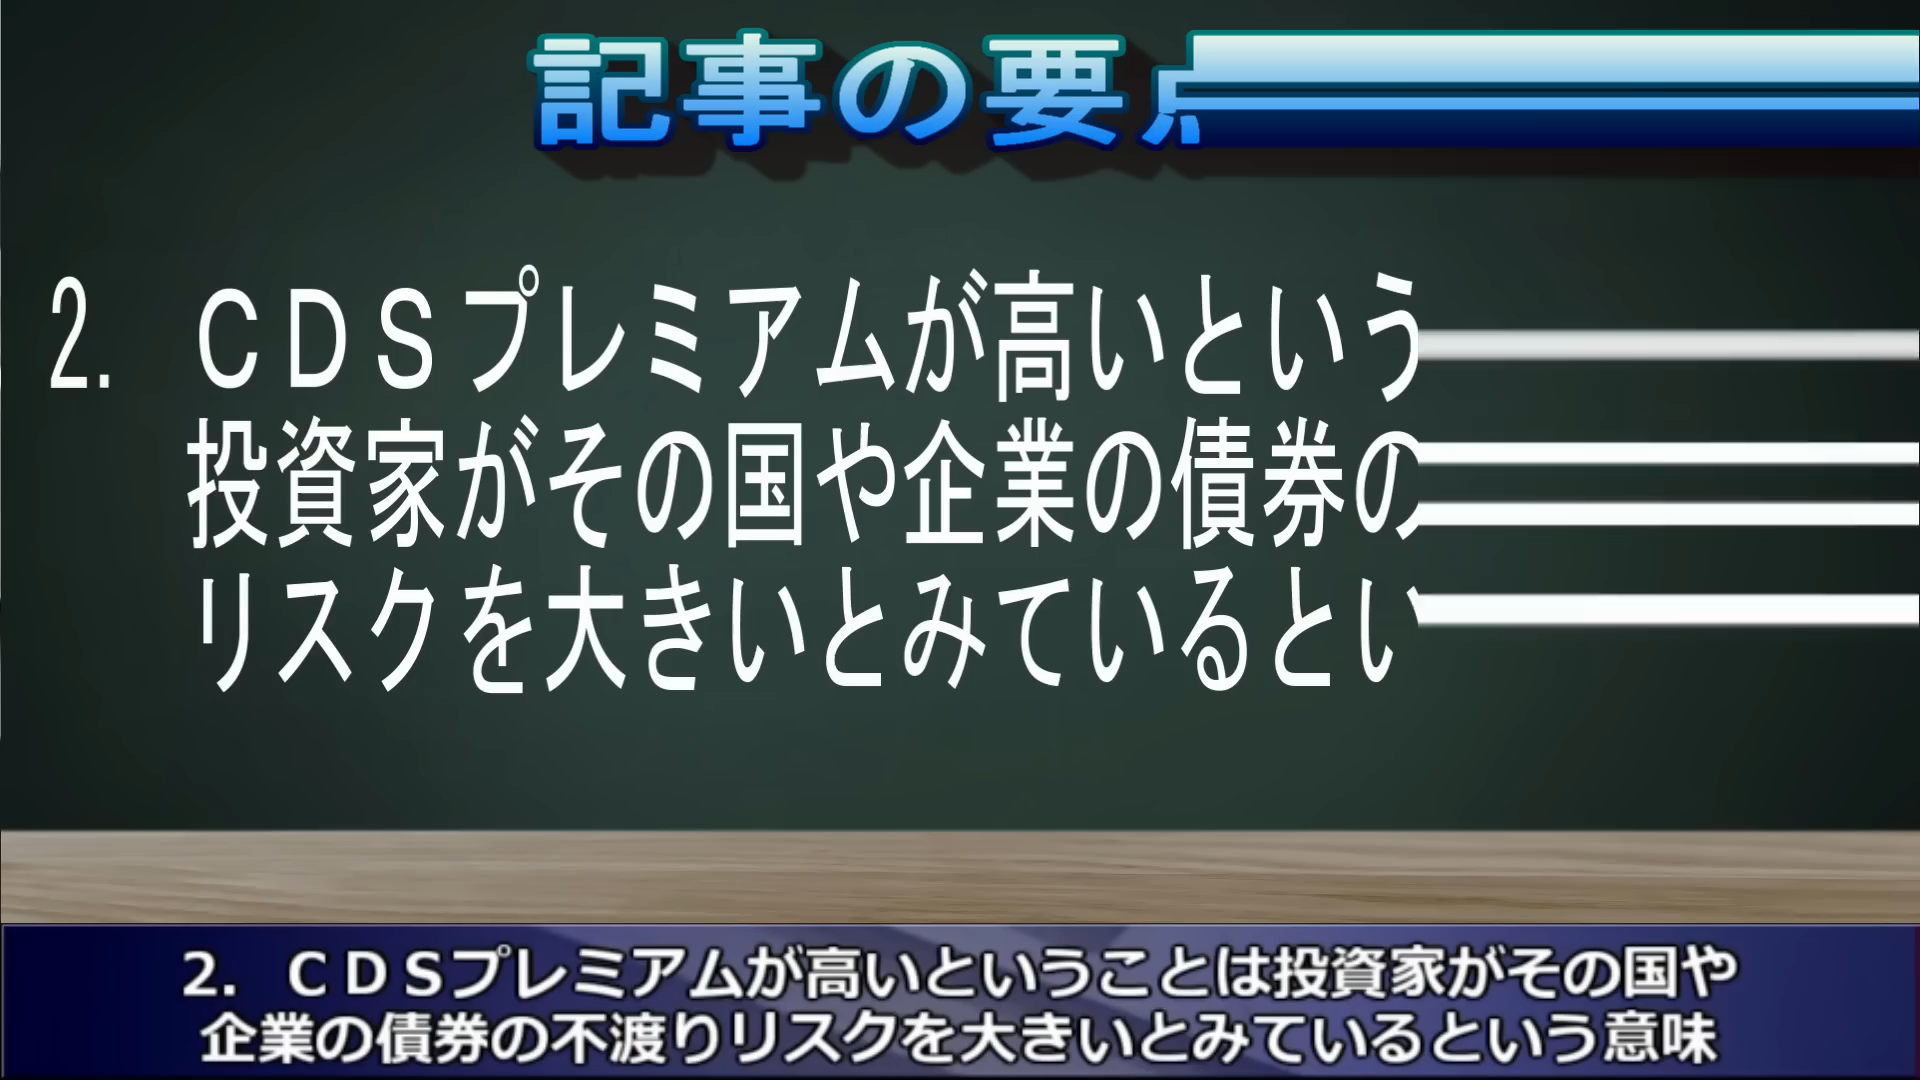 記事の要
2. ＣＤＳプレミアムが高いという
投資家がその国や企業の債券の
リスクを大きいとみているとい
2. ＣＤＳプレミアムが高いということは投資家がその国や
企業の債券の不渡りリスクを大きいとみているという意味